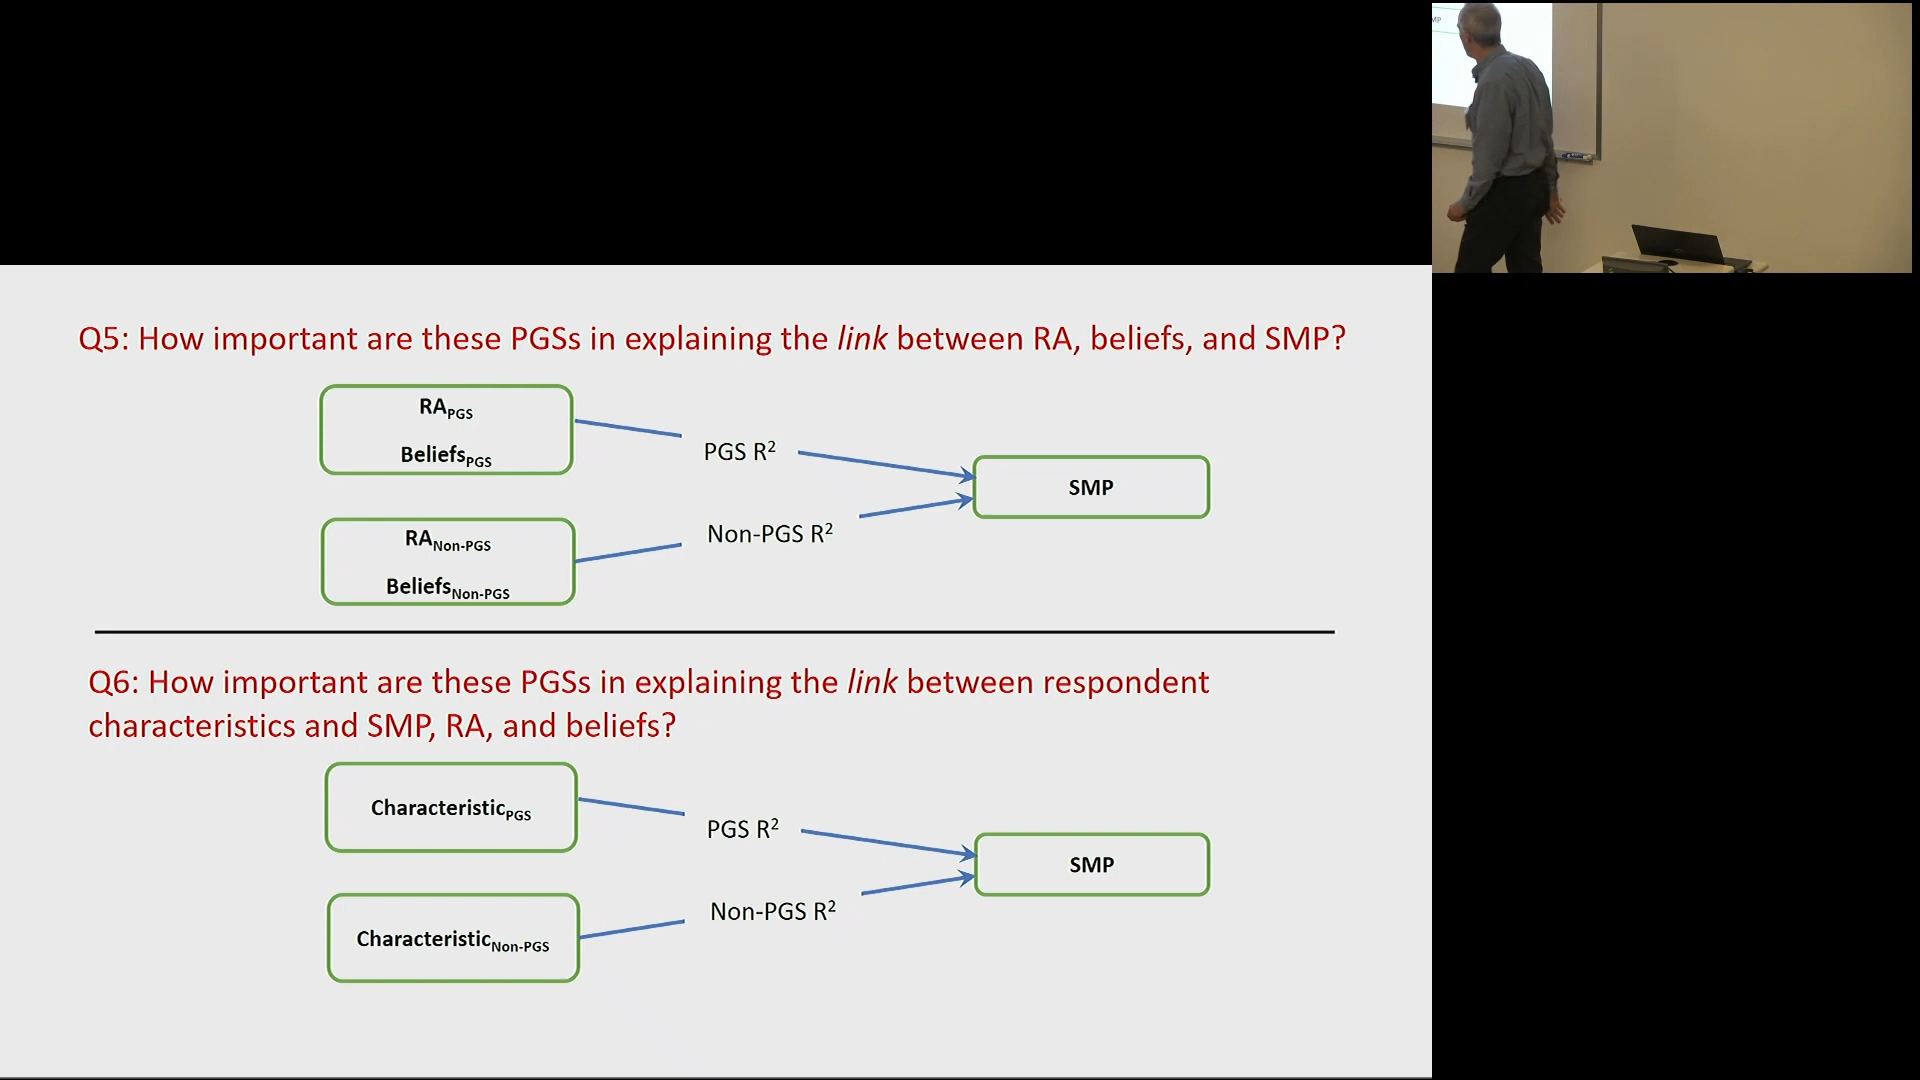 Q5: How important are these PGSs in explaining the link between RA, beliefs, and SMP?
RAPGS
BeliefsPGS
PGS R²
SMP
Non-PGS R²
RANon-PGS
BeliefsNon-PGS
Q6: How important are these PGSs in explaining the link between respondent
characteristics and SMP, RA, and beliefs?
CharacteristicPGS
PGS R²
SMP
Non-PGS R²
CharacteristicNon-PGS